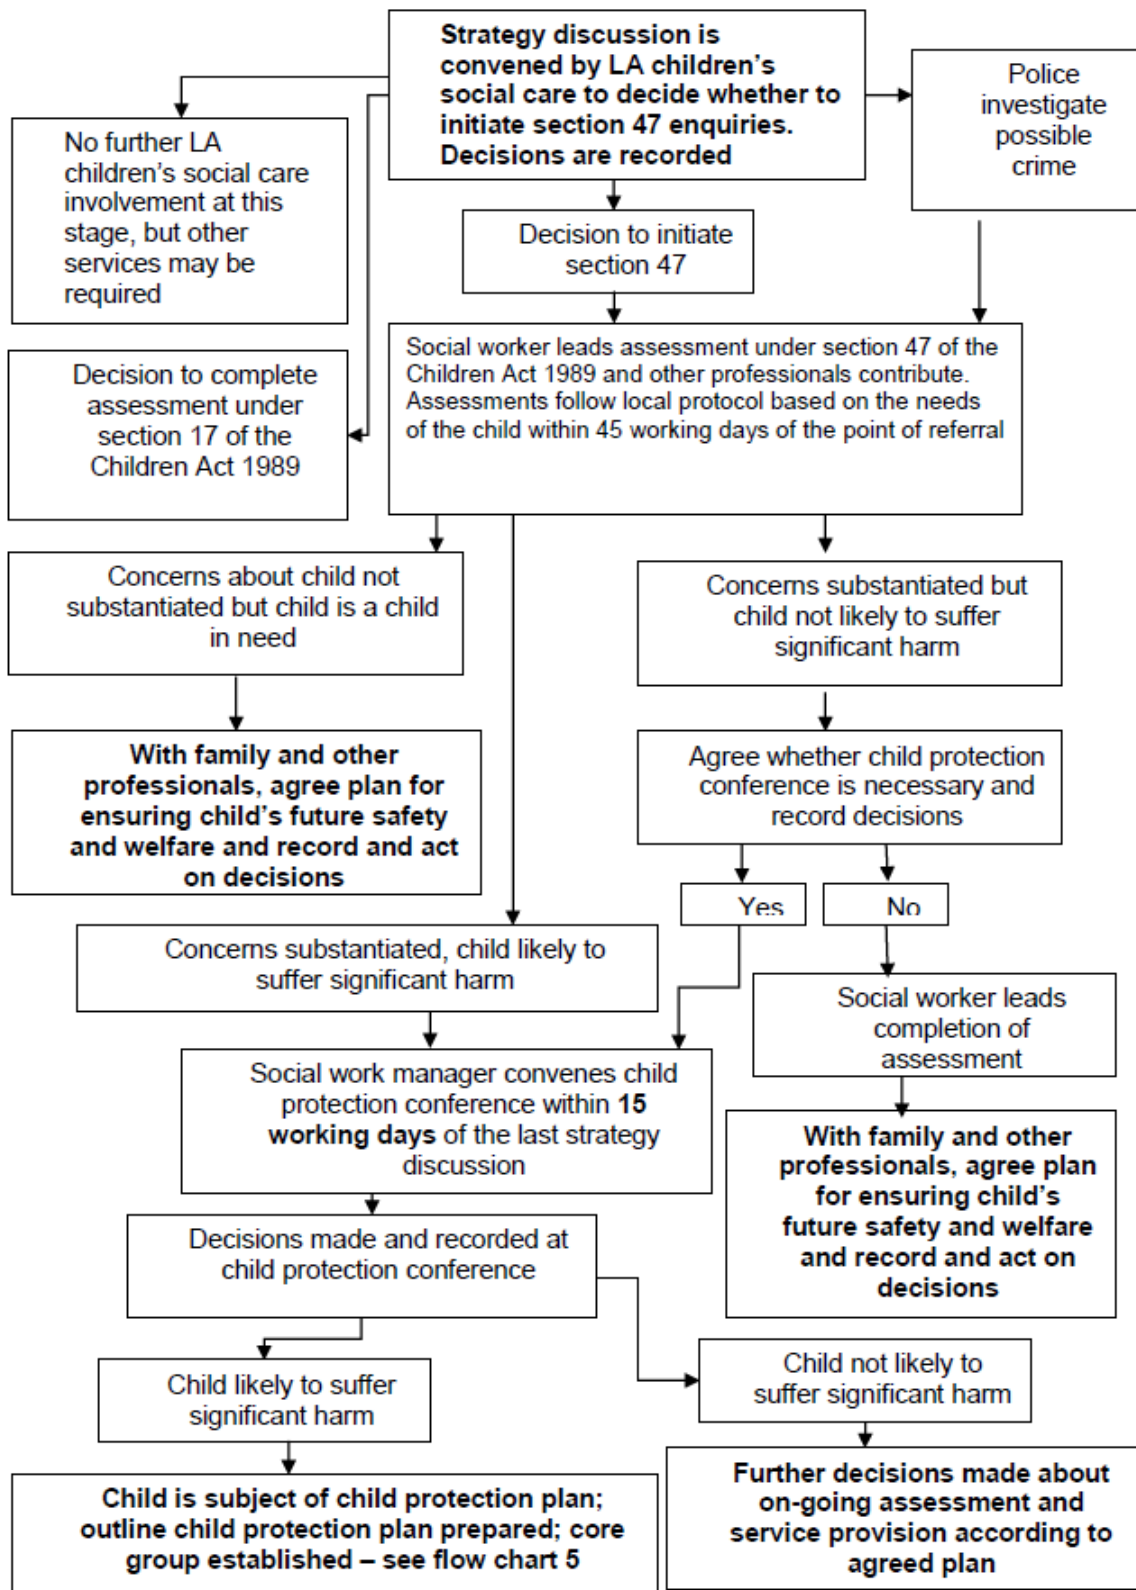 Strategy discussion is
convened by LA children's
social care to decide whether to
initiate section 47 enquiries.
Decisions are recorded
Police
investigate
possible
crime
No further LA
children's social care
involvement at this
stage, but other
services may be
required
Decision to initiate
section 47
Decision to complete
assessment under
section 17 of the
Children Act 1989
Social worker leads assessment under section 47 of the
Children Act 1989 and other professionals contribute.
Assessments follow local protocol based on the needs
of the child within 45 working days of the point of referral
Concerns about child not
substantiated but child is a child
in need
Concerns substantiated but
child not likely to suffer
significant harm
With family and other
professionals, agree plan for
ensuring child's future safety
and welfare and record and act
on decisions
Agree whether child protection
conference is necessary and
record decisions
Yes
No
Concerns substantiated, child likely to
suffer significant harm
Social worker leads
completion of
assessment
Social work manager convenes child
protection conference within 15
working days of the last strategy
discussion
With family and other
professionals, agree plan
for ensuring child's
future safety and welfare
and record and act on
decisions
Decisions made and recorded at
child protection conference
Child likely to suffer
significant harm
Child not likely to
suffer significant harm
Child is subject of child protection plan;
outline child protection plan prepared; core
group established – see flow chart 5
Further decisions made about
on-going assessment and
service provision according to
agreed plan